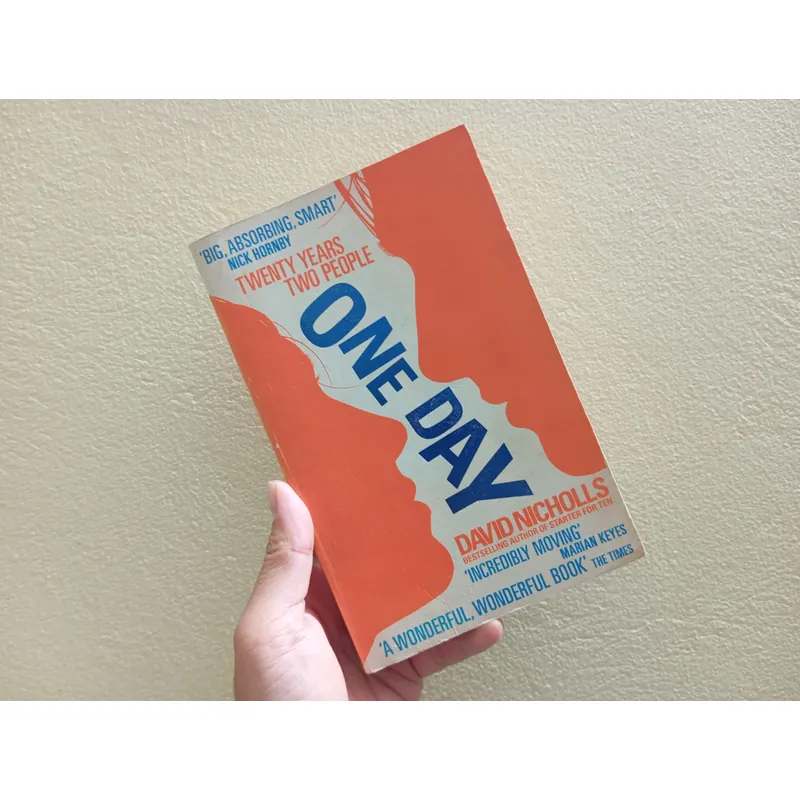 'BIG, ABSORBING, SMART'
NICK HORNBY
TWENTY YEARS
TWO PEOPLE
ONE DAY
DAVID NICHOLLS
BESTSELLING AUTHOR OF STARTER FOR TEN
'INCREDIBLY MOVING'
MARIAN KEYES
'A WONDERFUL, WONDERFUL BOOK' THE TIMES